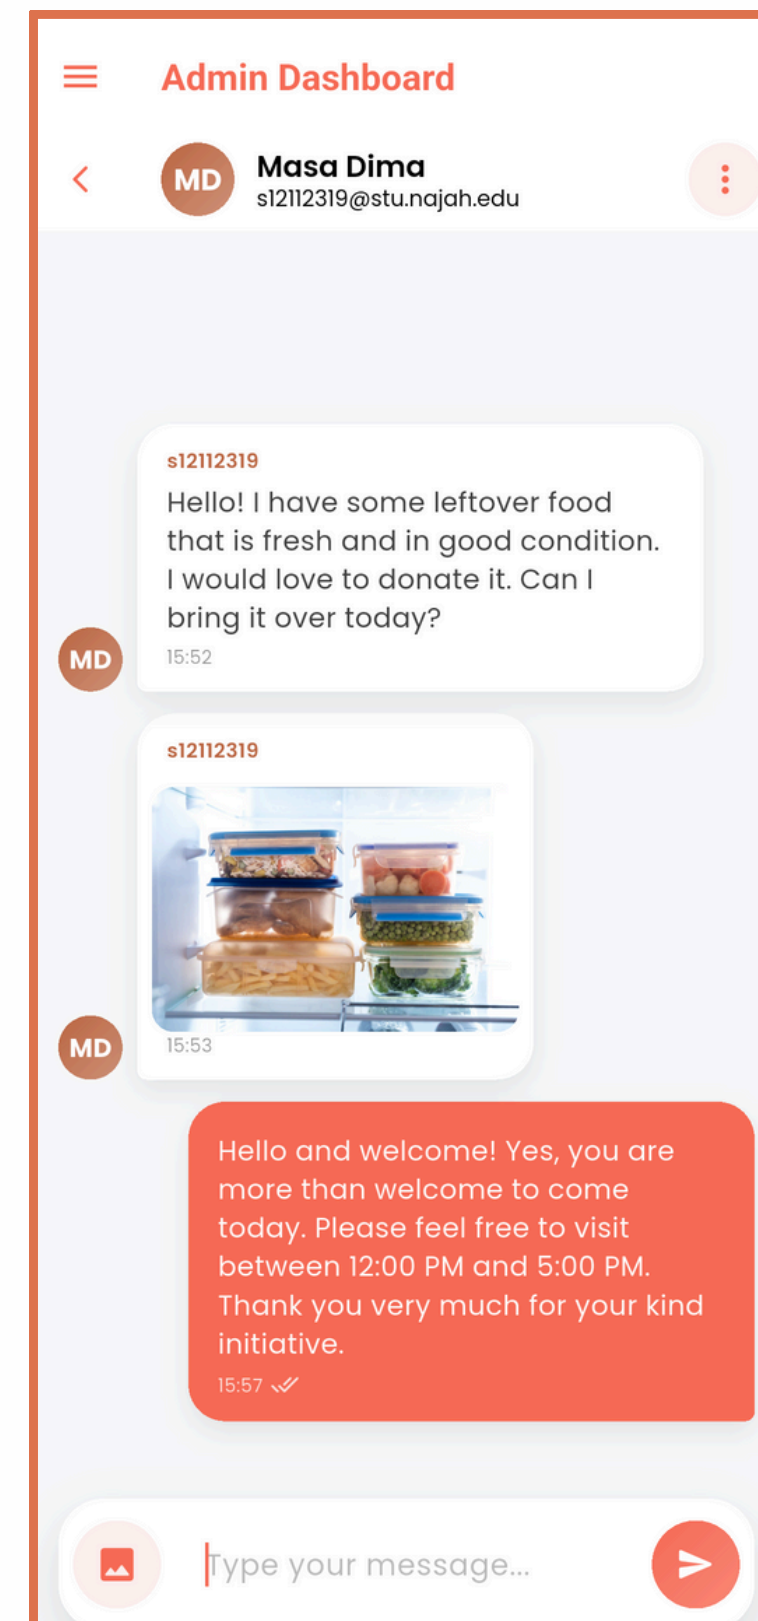 Admin Dashboard
MD
Masa Dima
s12112319@stu.najah.edu
s12112319
Hello! I have some leftover food
that is fresh and in good condition.
I would love to donate it. Can I
bring it over today?
MD
15:52
s12112319
MD
15:53
Hello and welcome! Yes, you are
more than welcome to come
today. Please feel free to visit
between 12:00 PM and 5:00 PM.
Thank you very much for your kind
initiative.
15:57
Type your message...